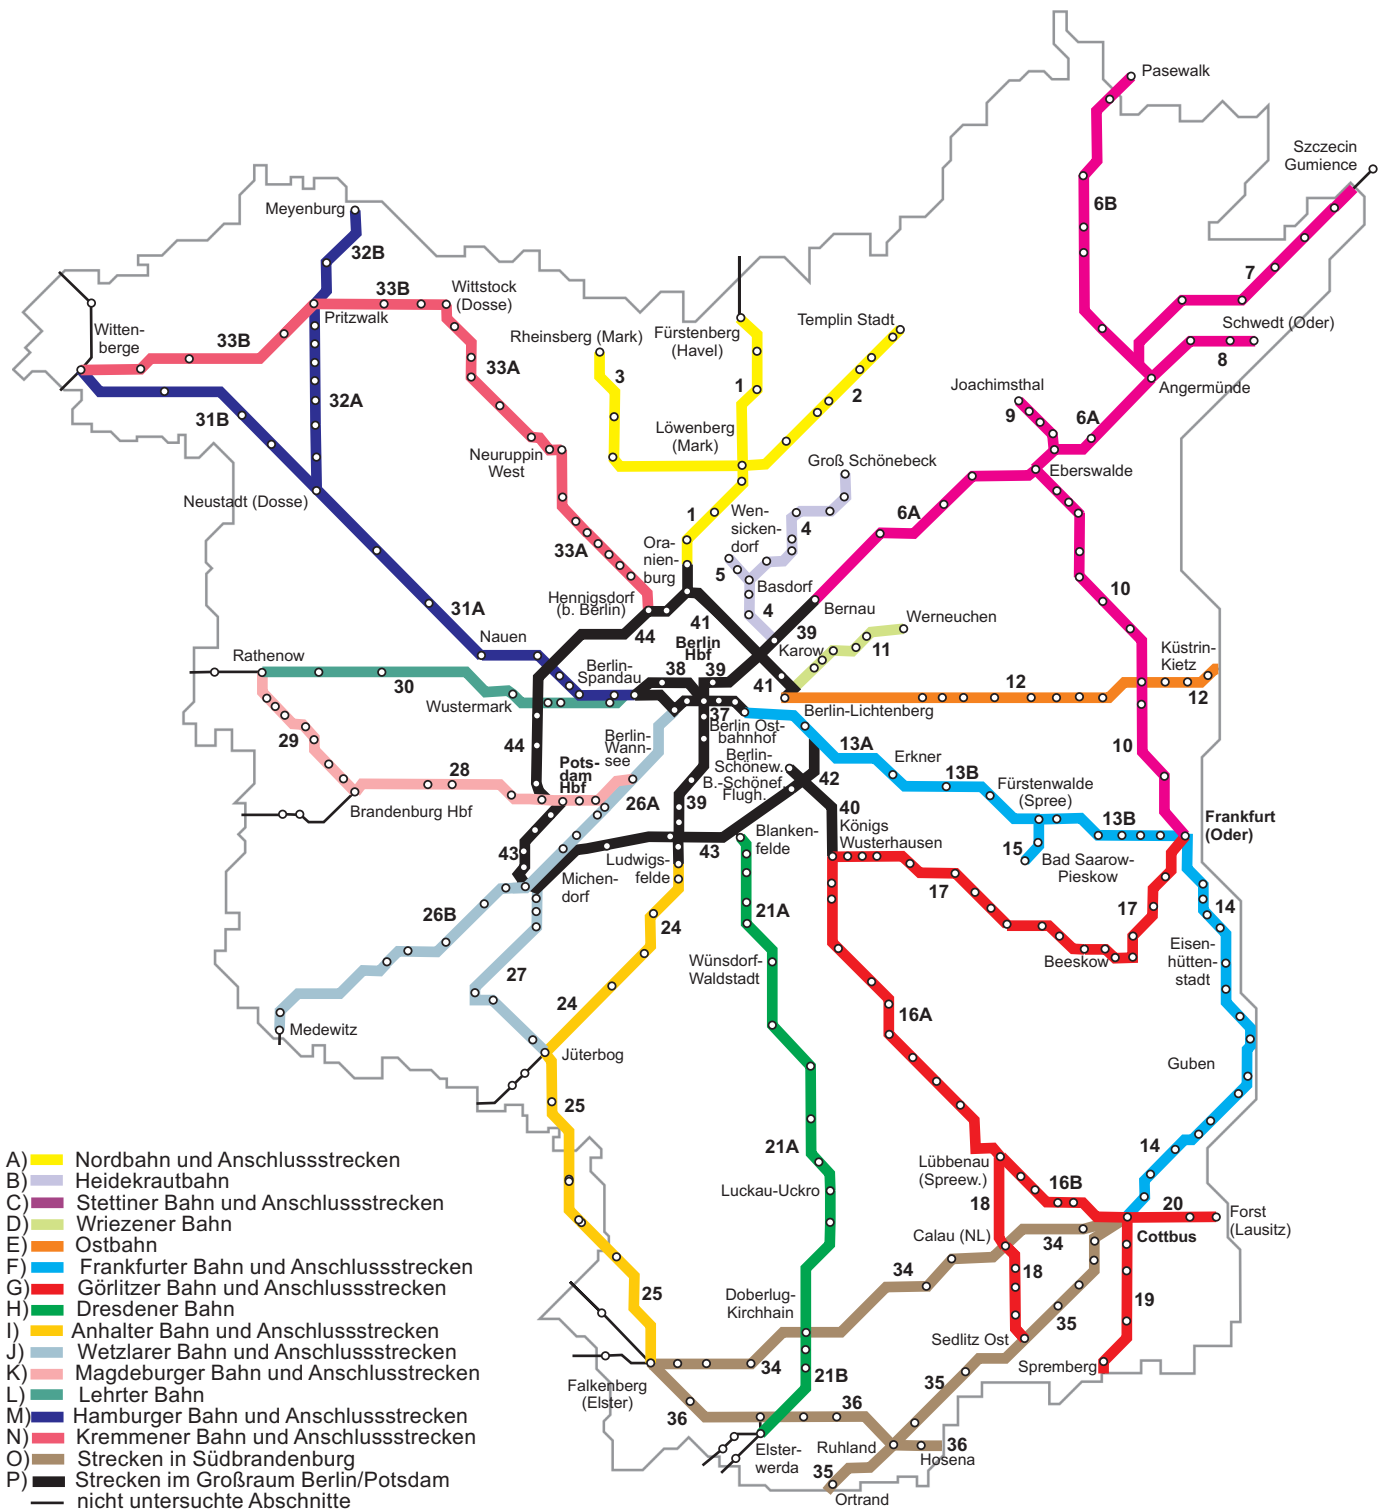 Pasewalk
Szczecin
Gumience
6B
Meyenburg
32B
7
33B
Wittstock
(Dosse)
Pritzwalk
Rheinsberg (Mark)
Fürstenberg
(Havel)
Templin Stadt
Schwedt (Oder)
8
Witten-
berge
33B
33A
3
1
2
Joachimsthal
9
6A
Angermünde
31B
32A
Löwenberg
(Mark)
Neuruppin
West
Groß Schönebeck
Eberswalde
Neustadt (Dosse)
1
Wen-
sicken-
dorf
4
6A
33A
Ora-
nien-
burg
5
Basdorf
10
31A
Hennigsdorf
(b. Berlin)
41
4
Bernau
Werneuchen
44
Berlin
Hbf
39
Karow
11
Nauen
Rathenow
Berlin-
Spandau
38
39
41
Küstrin-
Kietz
30
12
12
Wustermark
37
Berlin-Lichtenberg
29
44
Berlin-
Wann-
see
Berlin Ost-
bahnhof
13A
Erkner
10
Berlin-
Schönew.
B.-Schönef.
Flugh.
28
Pots-
dam
Hbf
26A
42
13B
Fürstenwalde
(Spree)
Brandenburg Hbf
39
40
13B
Frankfurt
(Oder)
43
Ludwigs-
felde
43
Blanken-
felde
Königs
Wusterhausen
15
Bad Saarow-
Pieskow
Michen-
dorf
17
26B
24
21A
17
14
27
Wünsdorf-
Waldstadt
Beeskow
Eisen-
hütten-
stadt
Medewitz
24
16A
Jüterbog
Guben
25
21A
14
Lübbenau
(Spreew.)
16B
Luckau-Uckro
18
20
Forst
(Lausitz)
Calau (NL)
34
Cottbus
25
34
18
Doberlug-
Kirchhain
35
19
Sedlitz Ost
34
Spremberg
Falkenberg
(Elster)
21B
35
36
36
Elster-
werda
Ruhland
36
Hosena
35
Ortrand
A) Nordbahn und Anschlussstrecken
B) Heidekrautbahn
C) Stettiner Bahn und Anschlussstrecken
D) Wriezener Bahn
E) Ostbahn
F) Frankfurter Bahn und Anschlussstrecken
G) Görlitzer Bahn und Anschlussstrecken
H) Dresdener Bahn
I) Anhalter Bahn und Anschlussstrecken
J) Wetzlarer Bahn und Anschlussstrecken
K) Magdeburger Bahn und Anschlussstrecken
L) Lehrter Bahn
M) Hamburger Bahn und Anschlussstrecken
N) Kremmener Bahn und Anschlussstrecken
O) Strecken in Südbrandenburg
P) Strecken im Großraum Berlin/Potsdam
nicht untersuchte Abschnitte